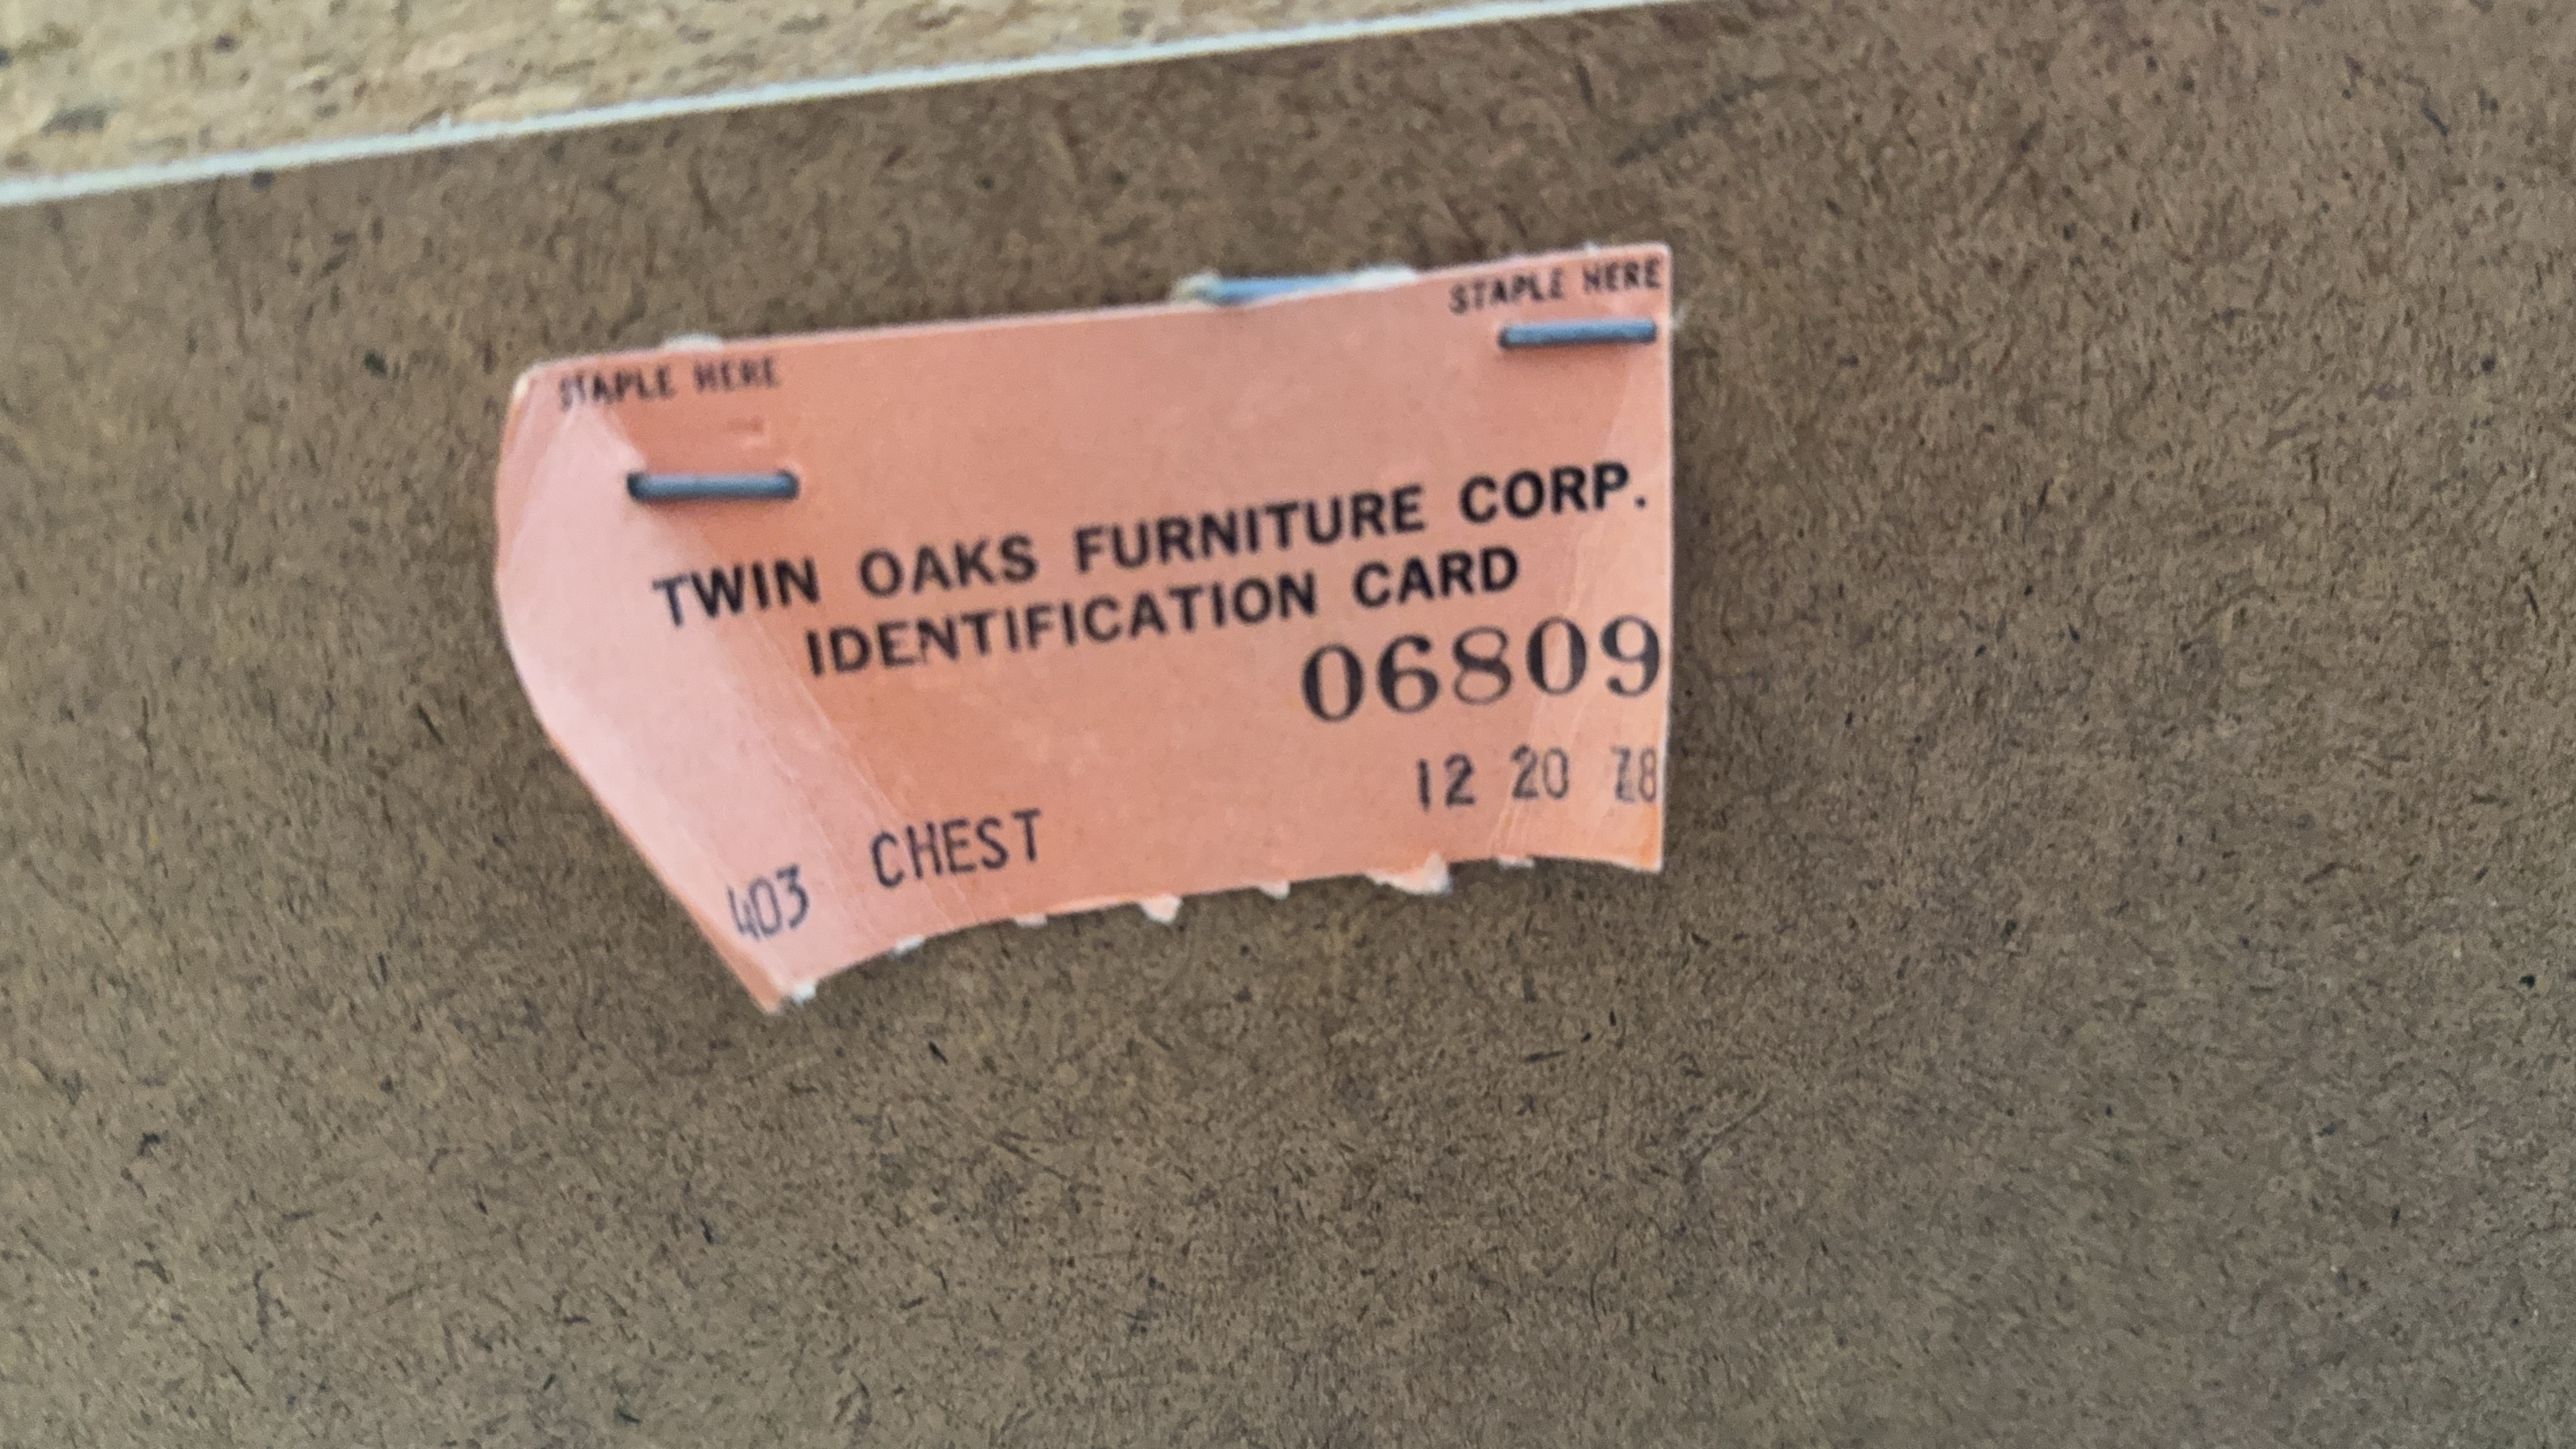 STAPLE HERE STAPLE HERE
TWIN OAKS FURNITURE CORP.
IDENTIFICATION CARD
06809
12 20 78
403 CHEST